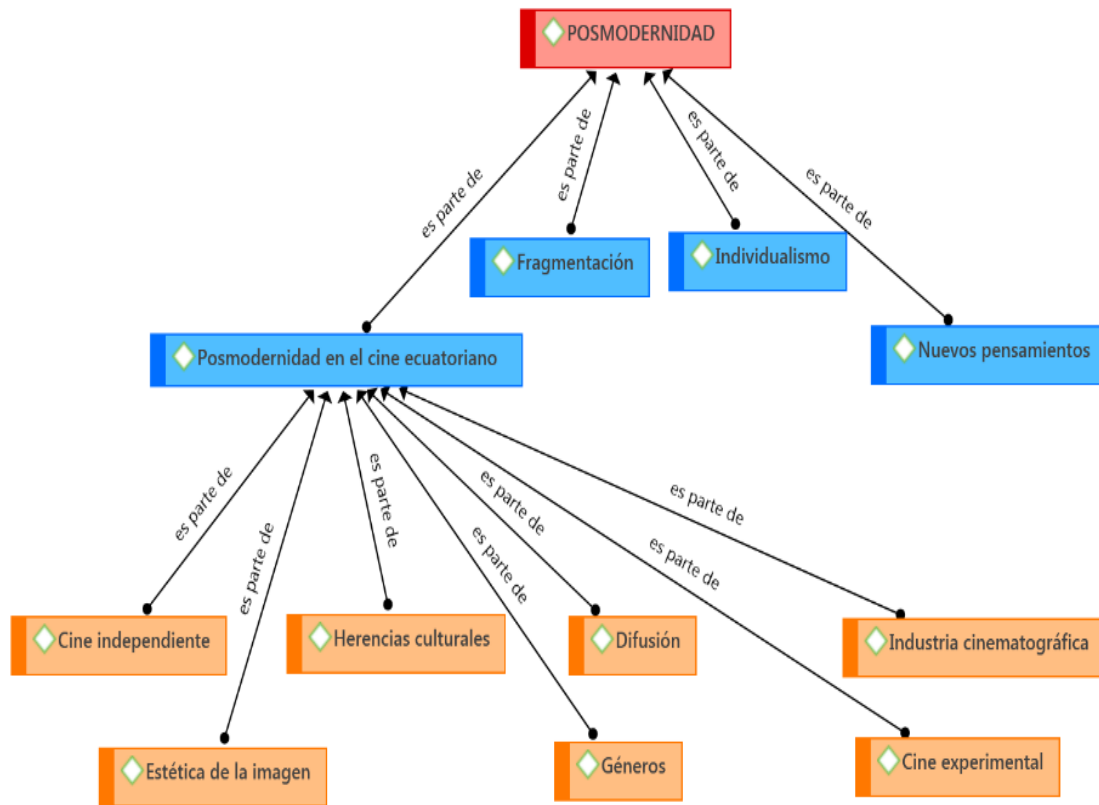 POSMODERNIDAD
es parte de
es parte de
es parte de
es parte de
Fragmentación
Individualismo
Posmodernidad en el cine ecuatoriano
Nuevos pensamientos
es parte de
es parte de
es parte de
es parte de
es parte de
es parte de
es parte de
Cine independiente
Herencias culturales
Difusión
Industria cinematográfica
Estética de la imagen
Géneros
Cine experimental